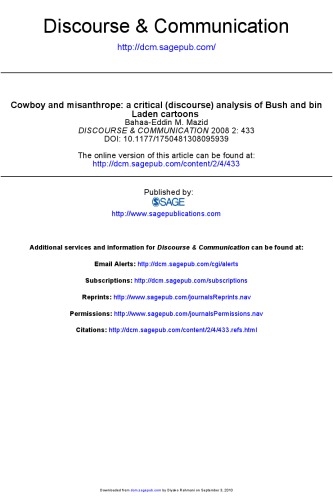 Discourse & Communication
http://dcm.sagepub.com/
Cowboy and misanthrope: a critical (discourse) analysis of Bush and bin
Laden cartoons
Bahaa-Eddin M. Mazid
DISCOURSE & COMMUNICATION 2008 2: 433
DOI: 10.1177/1750481308095939
The online version of this article can be found at:
http://dcm.sagepub.com/content/2/4/433
Published by:
SAGE
http://www.sagepublications.com
Additional services and information for Discourse & Communication can be found at:
Email Alerts: http://dcm.sagepub.com/cgi/alerts
Subscriptions: http://dcm.sagepub.com/subscriptions
Reprints: http://www.sagepub.com/journalsReprints.nav
Permissions: http://www.sagepub.com/journalsPermissions.nav
Citations: http://dcm.sagepub.com/content/2/4/433.refs.html
Downloaded from dcm.sagepub.com by on September 5, 2010